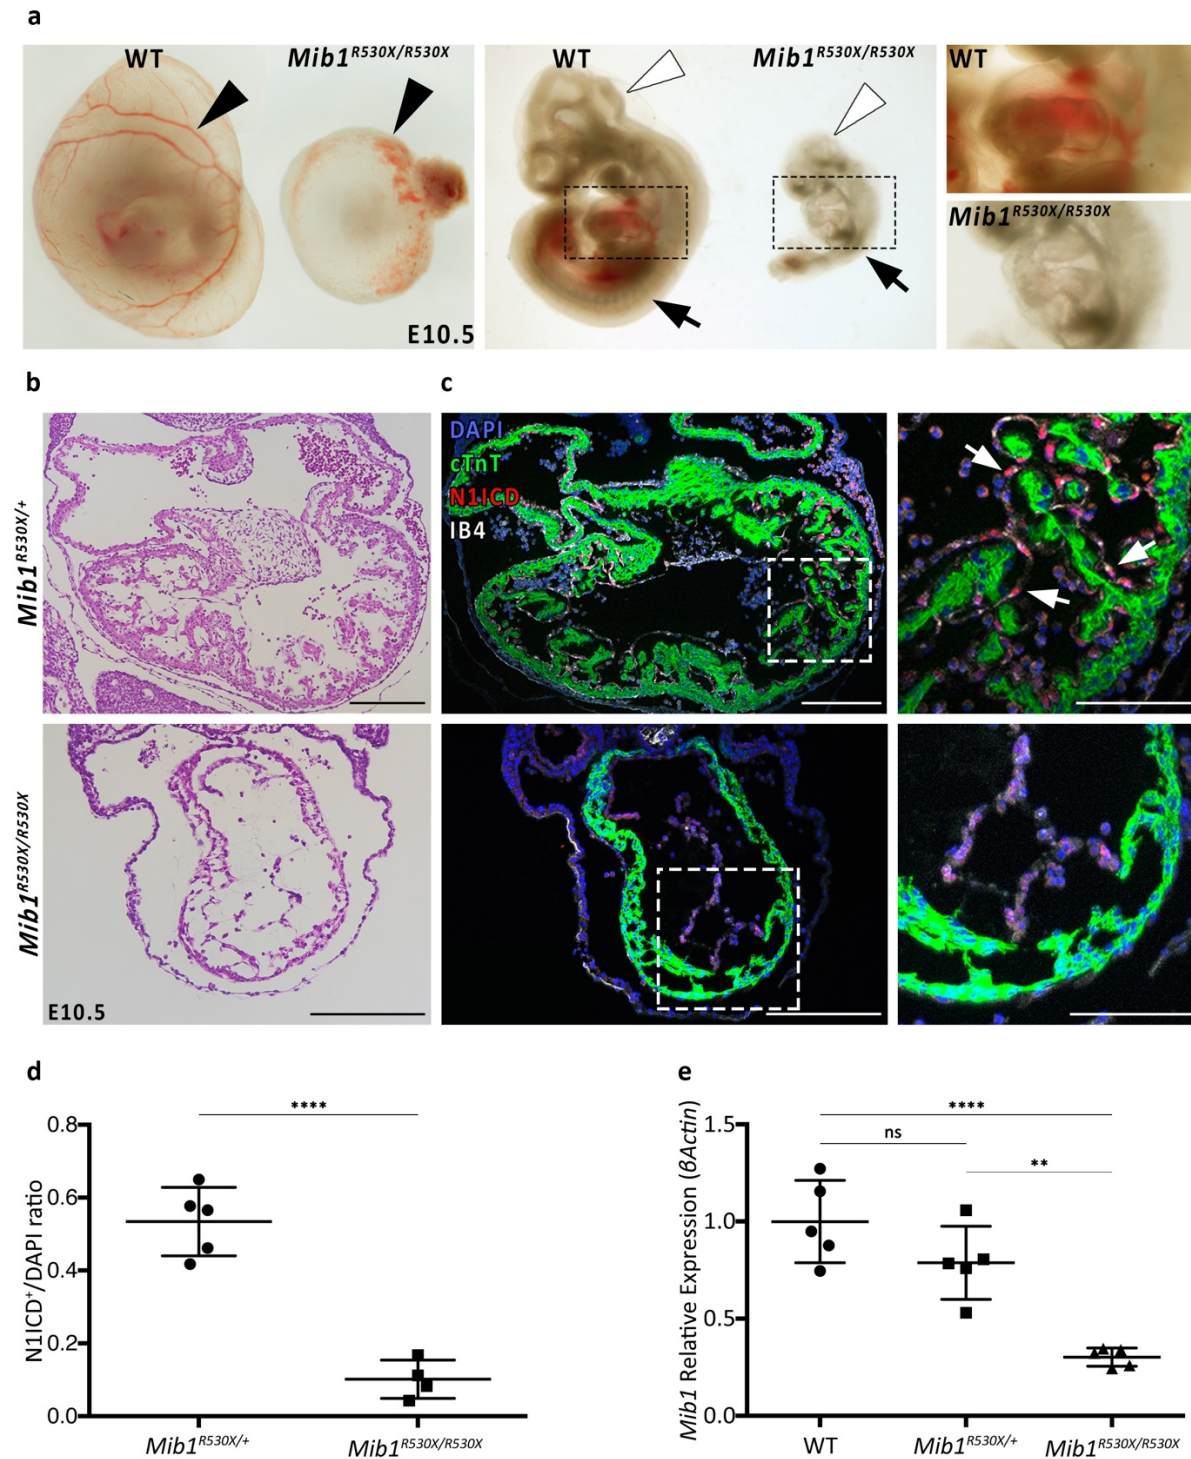 a
WT
Mib1R530X/R530X
E10.5
WT
Mib1R530X/R530X
WT
Mib1R530X/R530X
b
c
Mib1R530X/+
DAPI
cTnT
N1ICD
IB4
Mib1R530X/R530X
E10.5
d
N1ICD+/DAPI ratio
0.8
0.6
0.4
0.2
0.0
****
Mib1R530X/+
Mib1R530X/R530X
e
Mib1 Relative Expression (βActin)
1.5
1.0
0.5
0.0
****
ns
**
WT
Mib1R530X/+
Mib1R530X/R530X